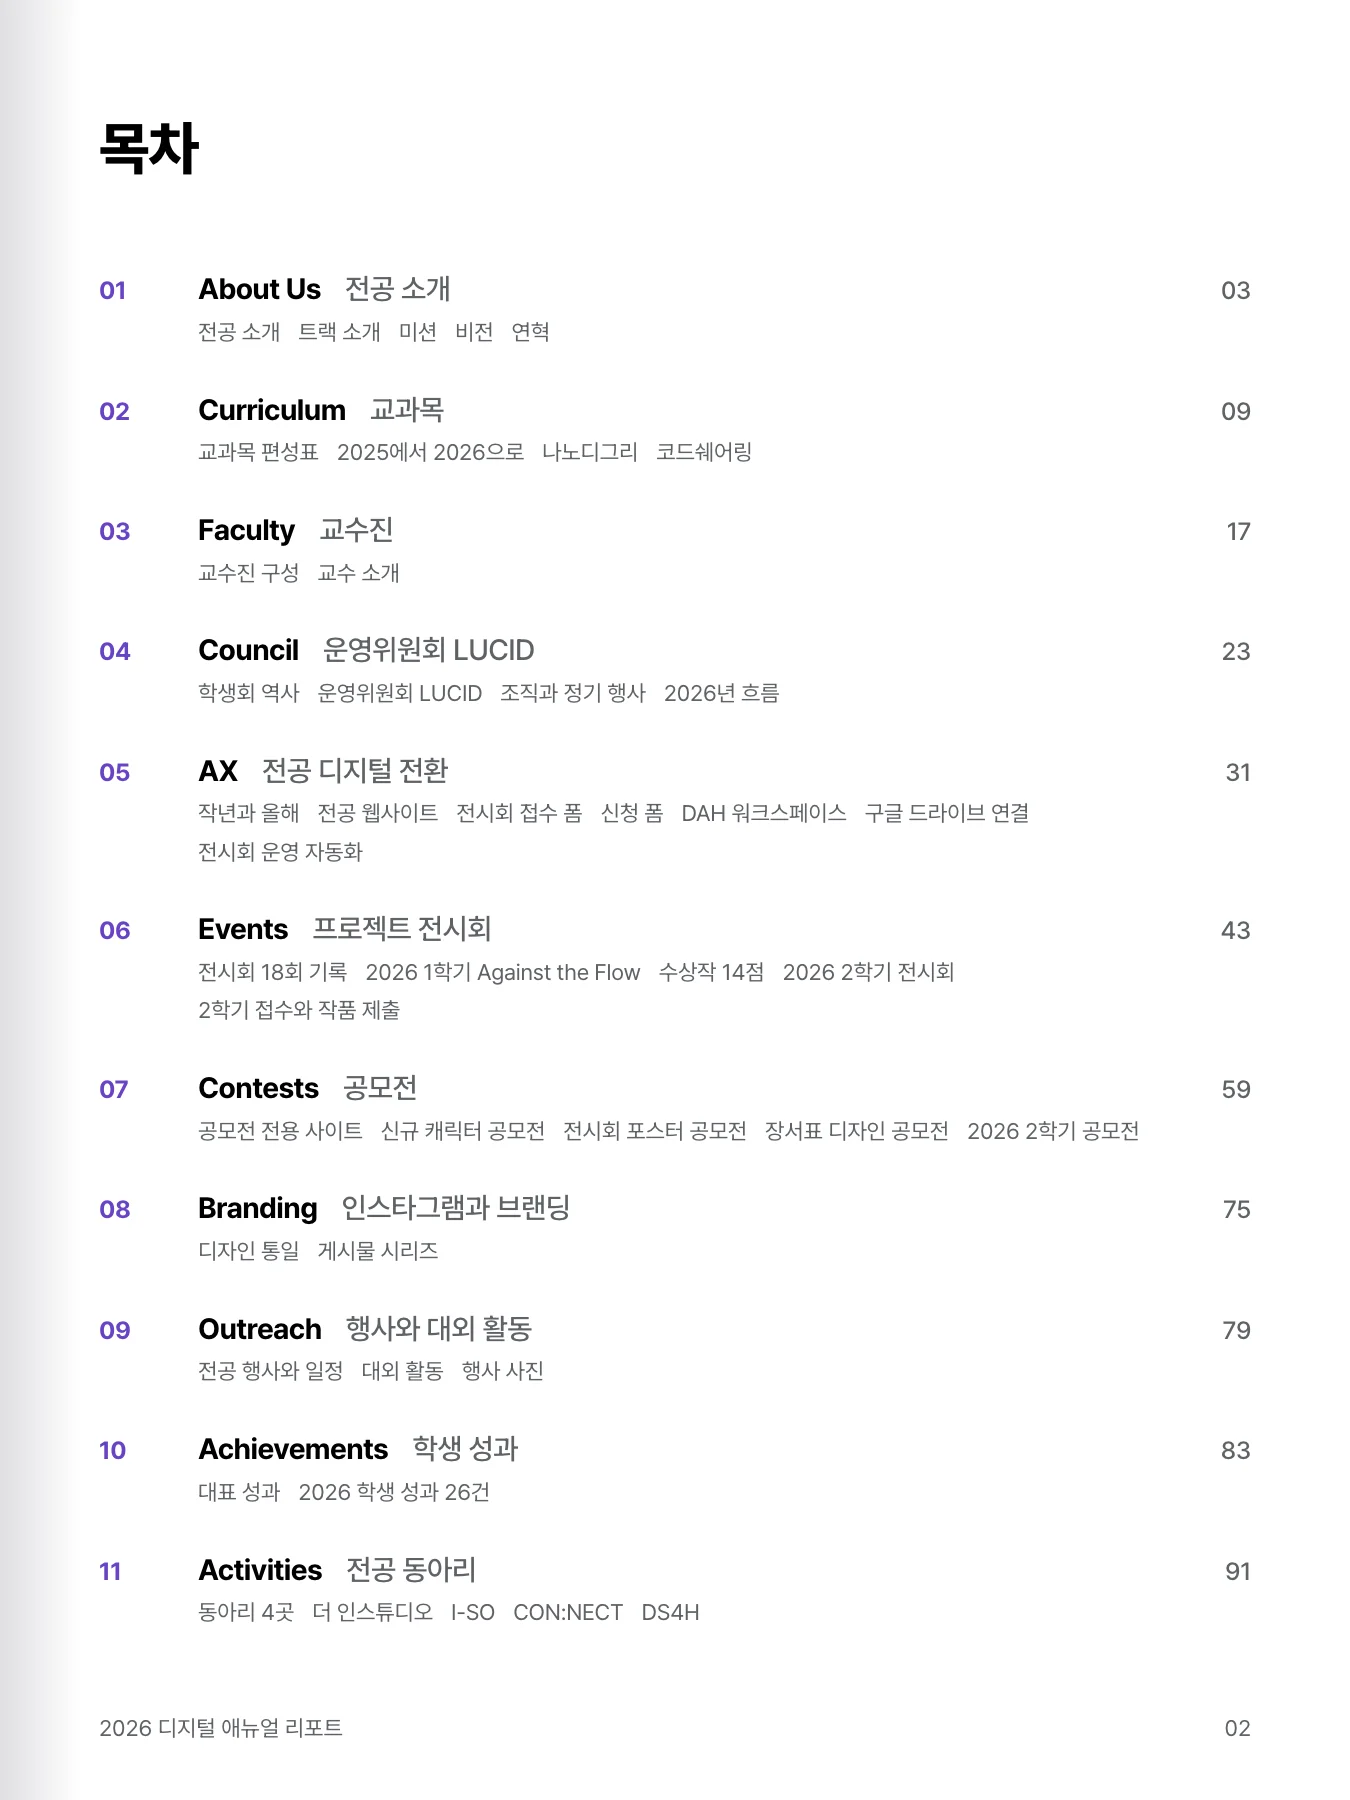 목차
01 About Us 전공 소개 03
전공 소개 트랙 소개 미션 비전 연혁
02 Curriculum 교과목 09
교과목 편성표 2025에서 2026으로 나노디그리 코드쉐어링
03 Faculty 교수진 17
교수진 구성 교수 소개
04 Council 운영위원회 LUCID 23
학생회 역사 운영위원회 LUCID 조직과 정기 행사 2026년 흐름
05 AX 전공 디지털 전환 31
작년과 올해 전공 웹사이트 전시회 접수 폼 신청 폼 DAH 워크스페이스 구글 드라이브 연결
전시회 운영 자동화
06 Events 프로젝트 전시회 43
전시회 18회 기록 2026 1학기 Against the Flow 수상작 14점 2026 2학기 전시회
2학기 접수와 작품 제출
07 Contests 공모전 59
공모전 전용 사이트 신규 캐릭터 공모전 전시회 포스터 공모전 장서표 디자인 공모전 2026 2학기 공모전
08 Branding 인스타그램과 브랜딩 75
디자인 통일 게시물 시리즈
09 Outreach 행사와 대외 활동 79
전공 행사와 일정 대외 활동 행사 사진
10 Achievements 학생 성과 83
대표 성과 2026 학생 성과 26건
11 Activities 전공 동아리 91
동아리 4곳 더 인스튜디오 I-SO CON:NECT DS4H
2026 디지털 애뉴얼 리포트 02